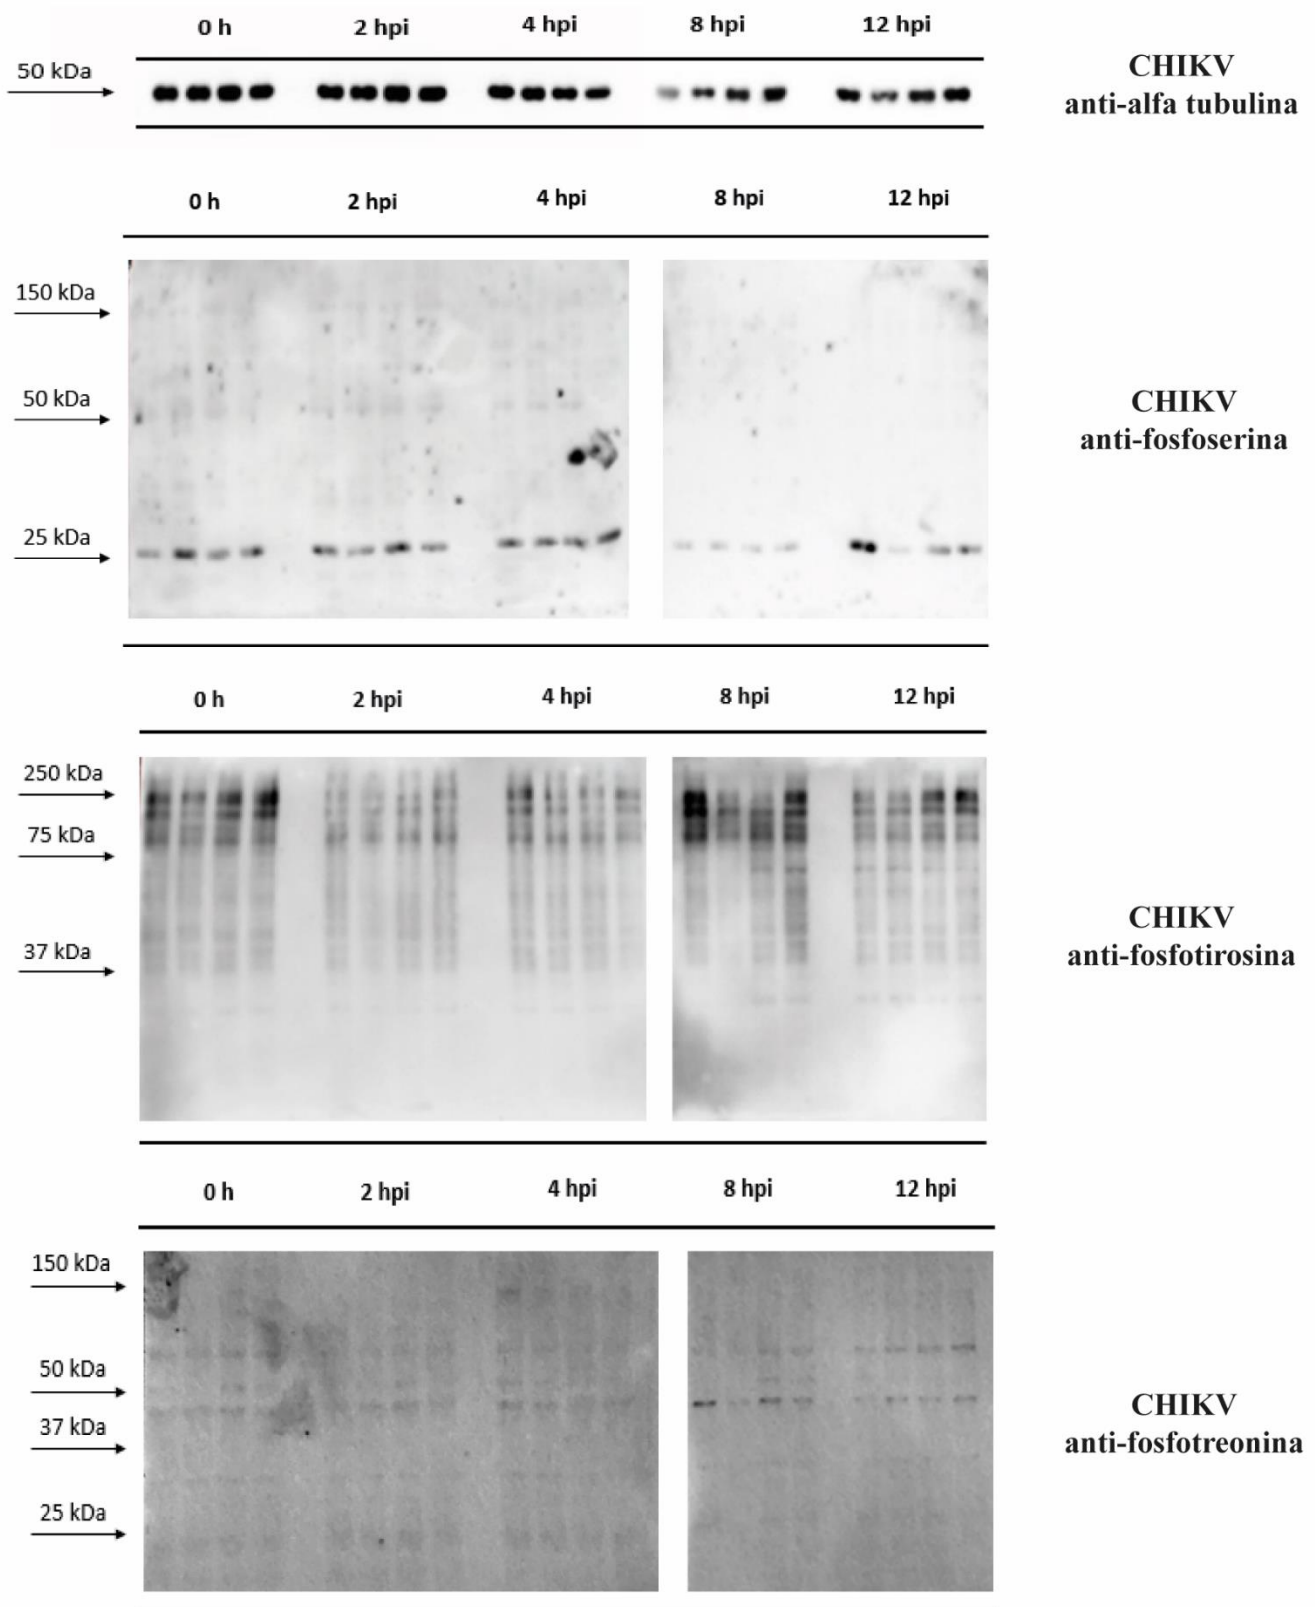 0 h 2 hpi 4 hpi 8 hpi 12 hpi
50 kDa
CHIKV
anti-alfa tubulina
0 h 2 hpi 4 hpi 8 hpi 12 hpi
150 kDa
50 kDa
25 kDa
CHIKV
anti-fosfoserina
0 h 2 hpi 4 hpi 8 hpi 12 hpi
250 kDa
75 kDa
37 kDa
CHIKV
anti-fosfotirosina
0 h 2 hpi 4 hpi 8 hpi 12 hpi
150 kDa
50 kDa
37 kDa
25 kDa
CHIKV
anti-fosfotreonina